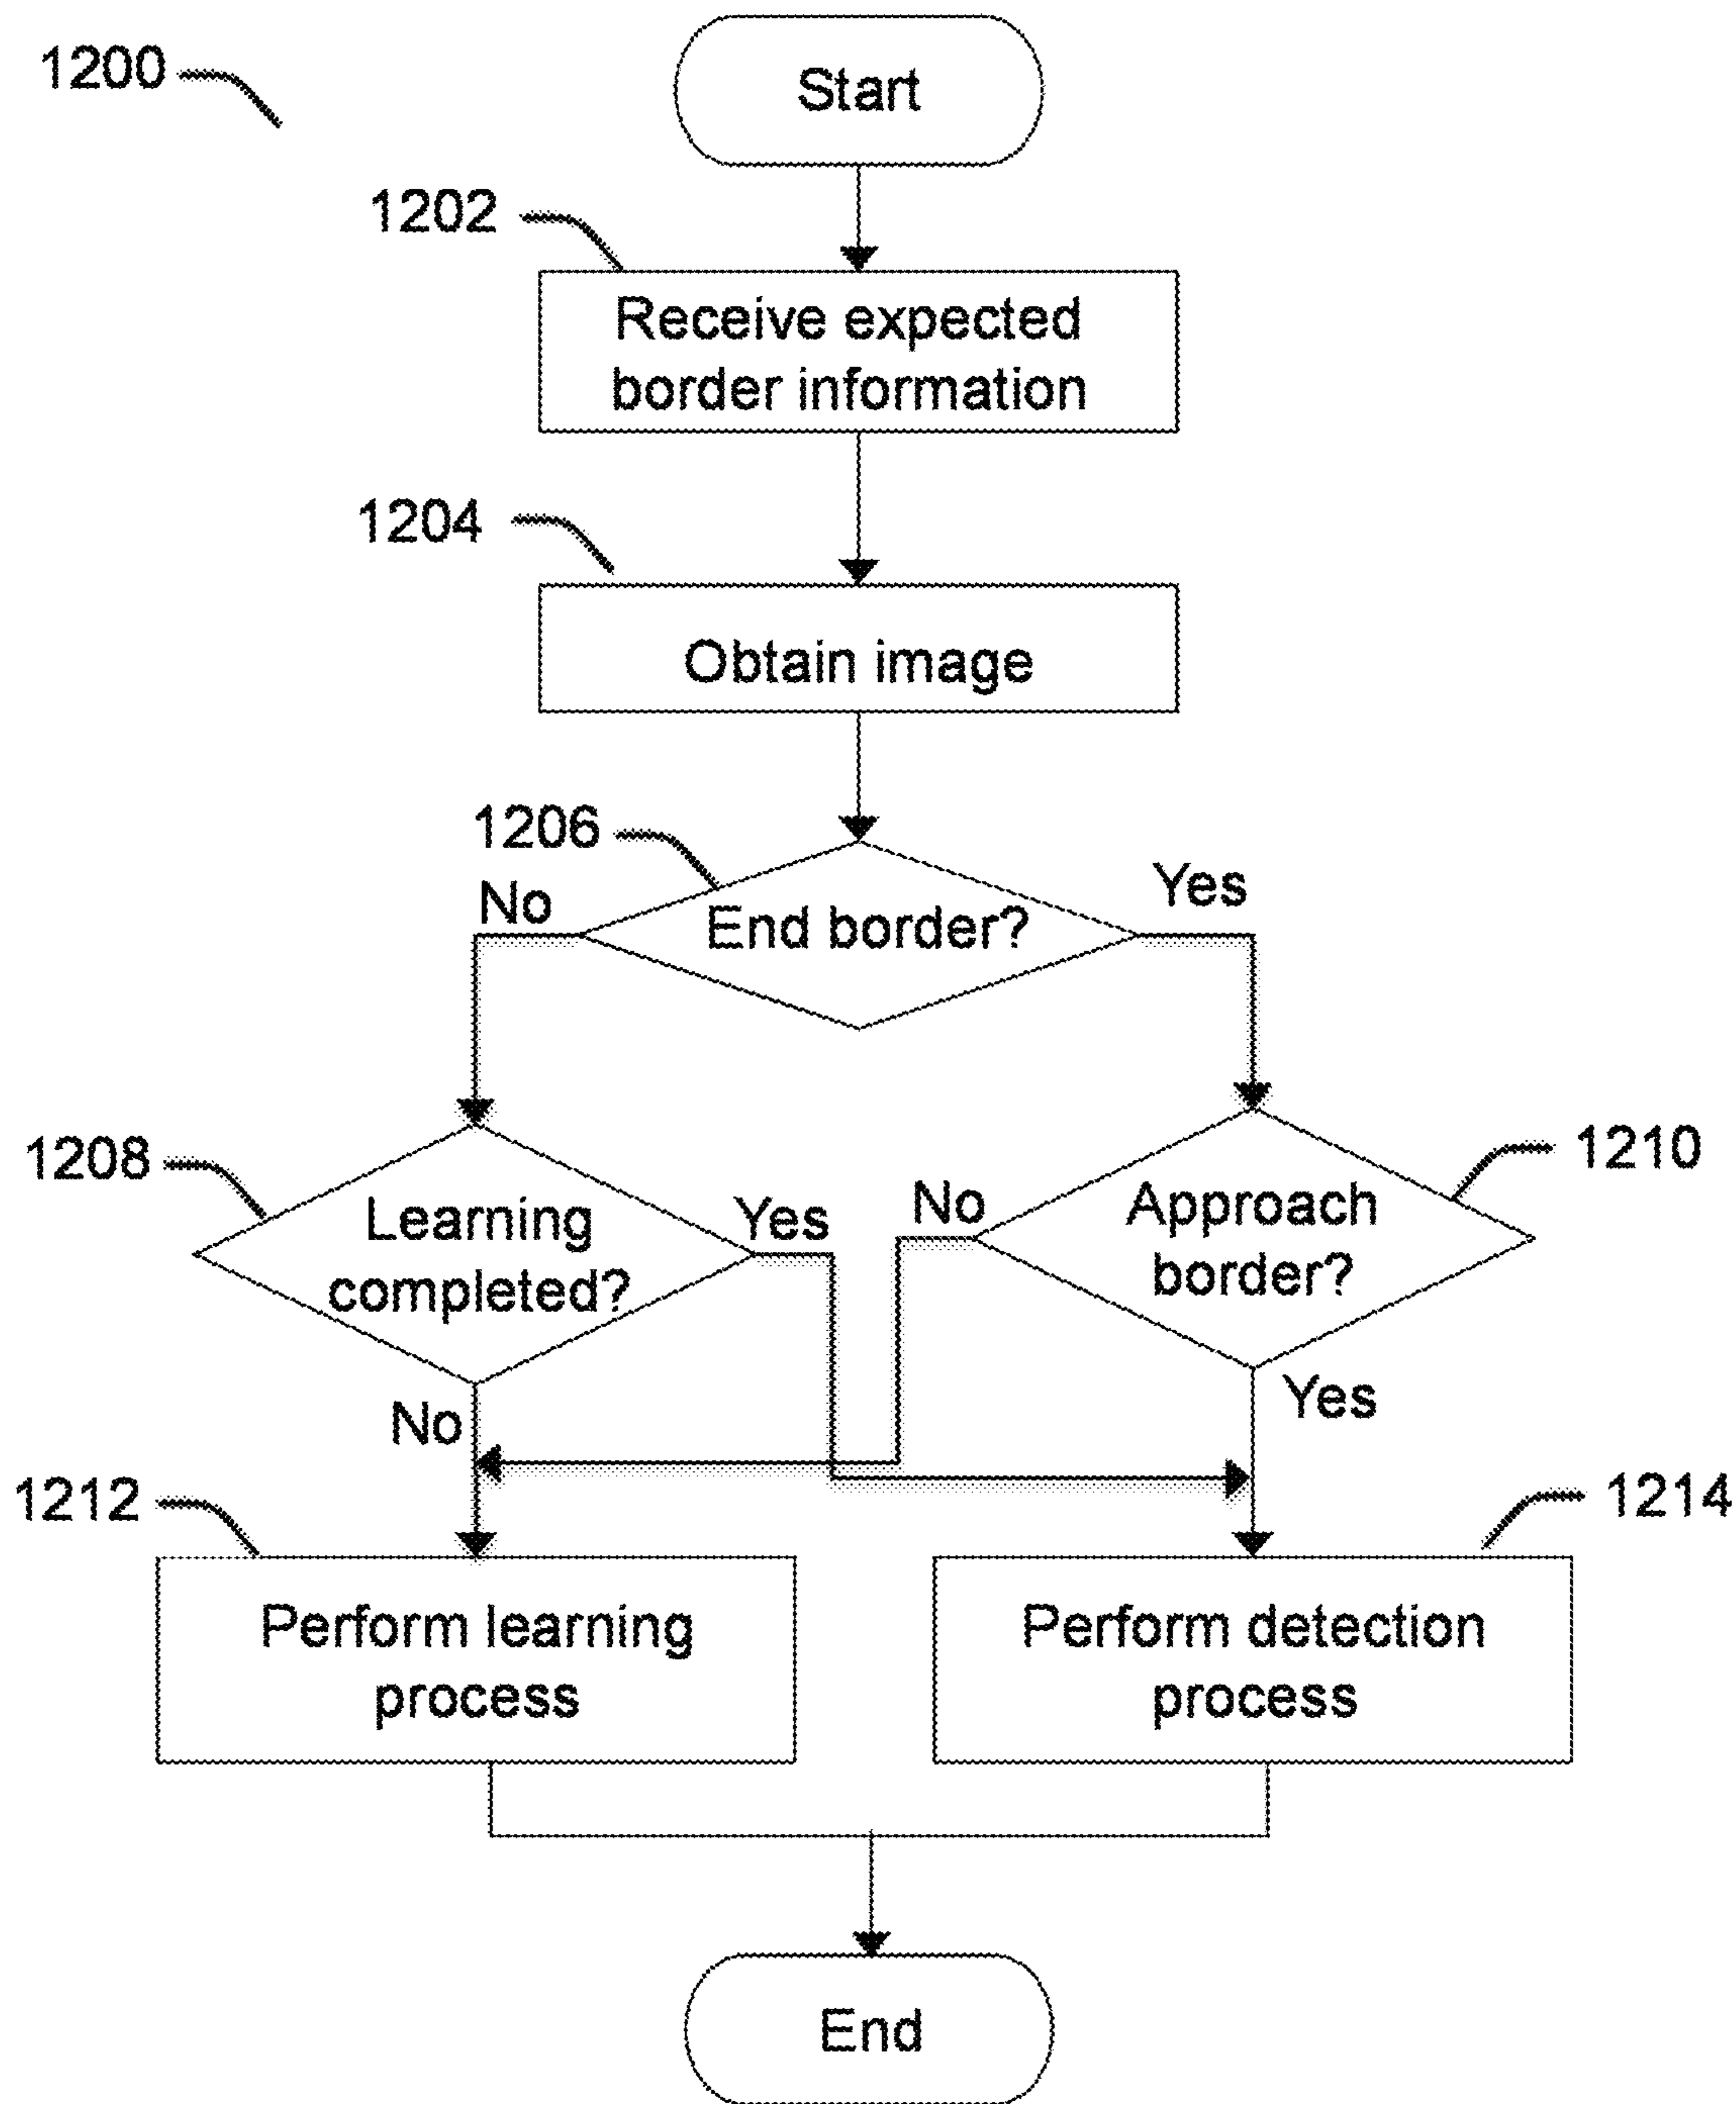 1200
Start
1202
Receive expected
border information
1204
Obtain image
1206
No
End border?
Yes
1208
Learning
completed?
Yes
No
No
Approach
border?
1210
Yes
1212
Perform learning
process
1214
Perform detection
process
End